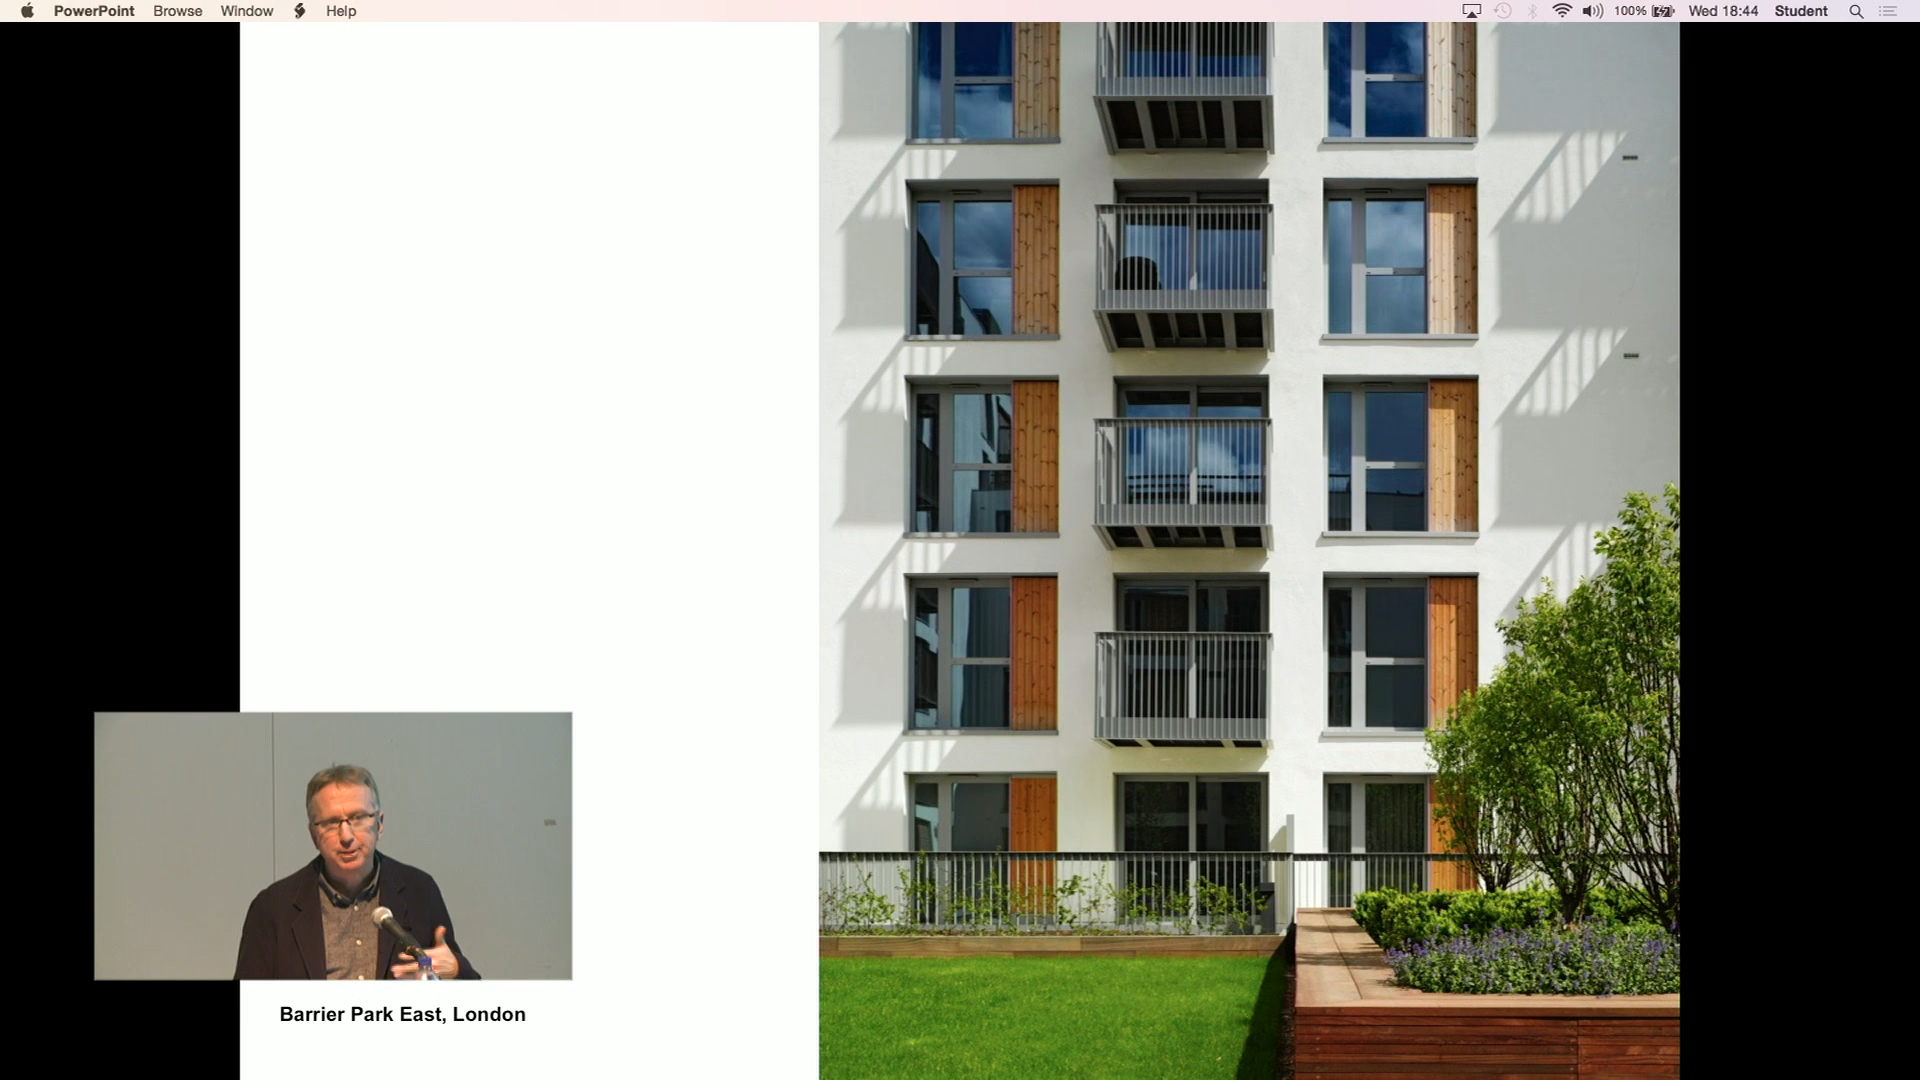 PowerPoint Browse Window Help 100% Wed 18:44 Student
Barrier Park East, London